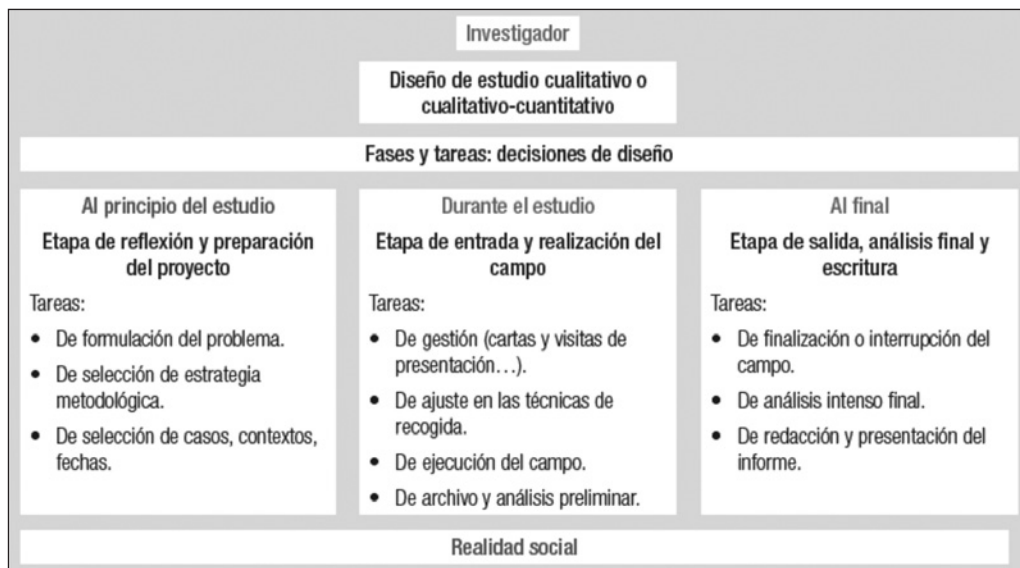 Investigador
Diseño de estudio cualitativo o
cualitativo-cuantitativo
Fases y tareas: decisiones de diseño
Al principio del estudio
Etapa de reflexión y preparación
del proyecto
Tareas:
• De formulación del problema.
• De selección de estrategia
metodológica.
• De selección de casos, contextos,
fechas.
Durante el estudio
Etapa de entrada y realización del
campo
Tareas:
• De gestión (cartas y visitas de
presentación…).
• De ajuste en las técnicas de
recogida.
• De ejecución del campo.
• De archivo y análisis preliminar.
Al final
Etapa de salida, análisis final y
escritura
Tareas:
• De finalización o interrupción del
campo.
• De análisis intenso final.
• De redacción y presentación del
informe.
Realidad social